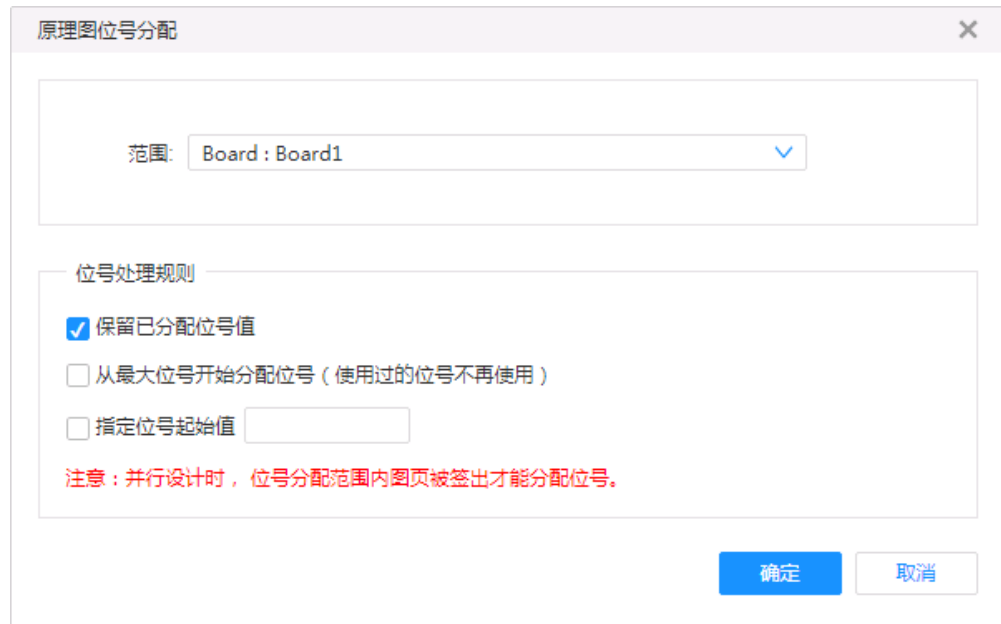 原理图位号分配
范围: Board : Board1
位号处理规则
保留已分配位号值
从最大位号开始分配位号 ( 使用过的位号不再使用 )
指定位号起始值
注意：并行设计时， 位号分配范围内图页被签出才能分配位号。
确定 取消